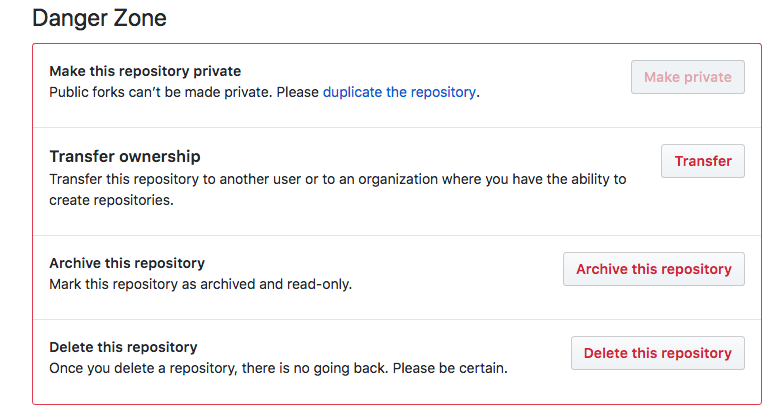 Danger Zone
Make this repository private
Public forks can't be made private. Please duplicate the repository.
Make private
Transfer ownership
Transfer this repository to another user or to an organization where you have the ability to
create repositories.
Transfer
Archive this repository
Mark this repository as archived and read-only.
Archive this repository
Delete this repository
Once you delete a repository, there is no going back. Please be certain.
Delete this repository